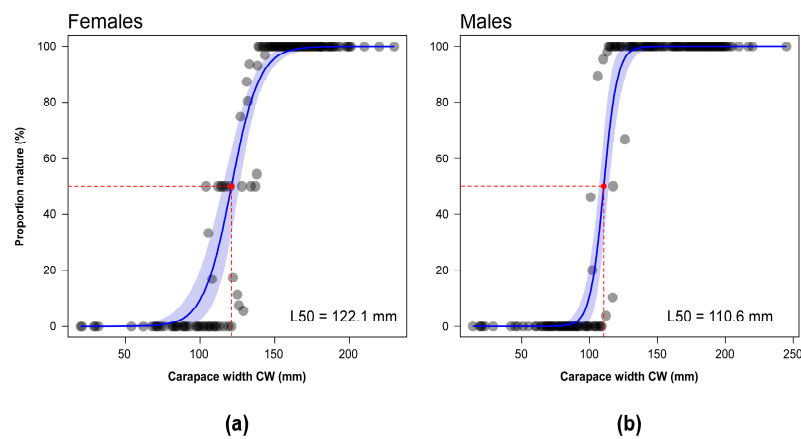 Females
Males
Proportion mature (%)
100
80
60
40
20
0
L50 = 122.1 mm
50 100 150 200
Carapace width CW (mm)
100
80
60
40
20
0
L50 = 110.6 mm
50 100 150 200 250
Carapace width CW (mm)
(a)
(b)